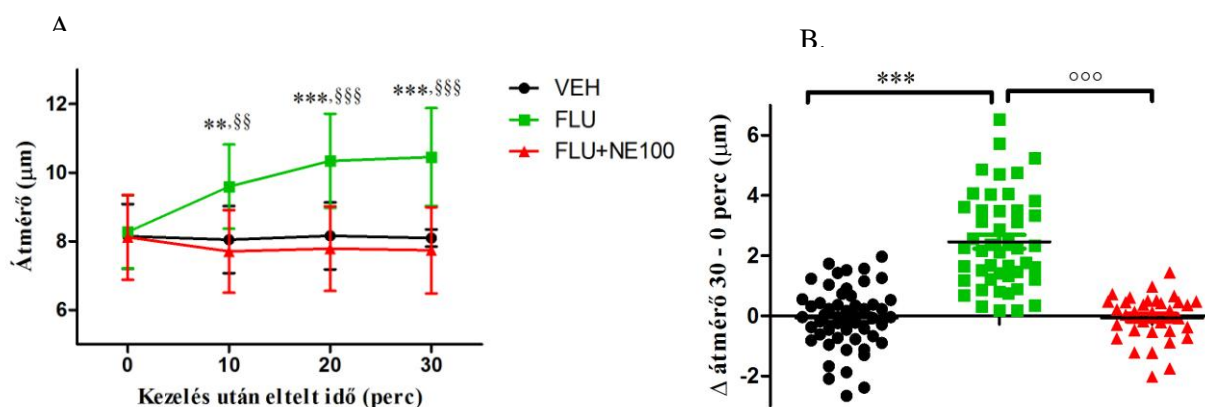 A
B.
12
10
8
6
Átmérő (μm)
**,§§
***,§§§
***,§§§
0
10
20
30
Kezelés után eltelt idő (perc)
VEH
FLU
FLU+NE100
***
°°°
6
4
2
0
-2
Δ átmérő 30 - 0 perc (μm)